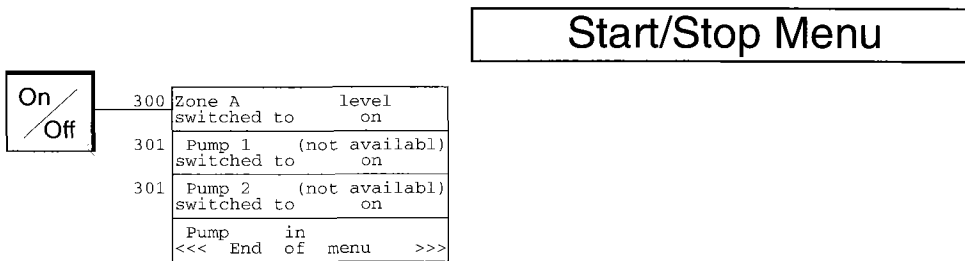 Start/Stop Menu
On
Off
300 Zone A level
switched to on
301 Pump 1 (not availabl)
switched to on
301 Pump 2 (not availabl)
switched to on
Pump in
<<< End of menu >>>